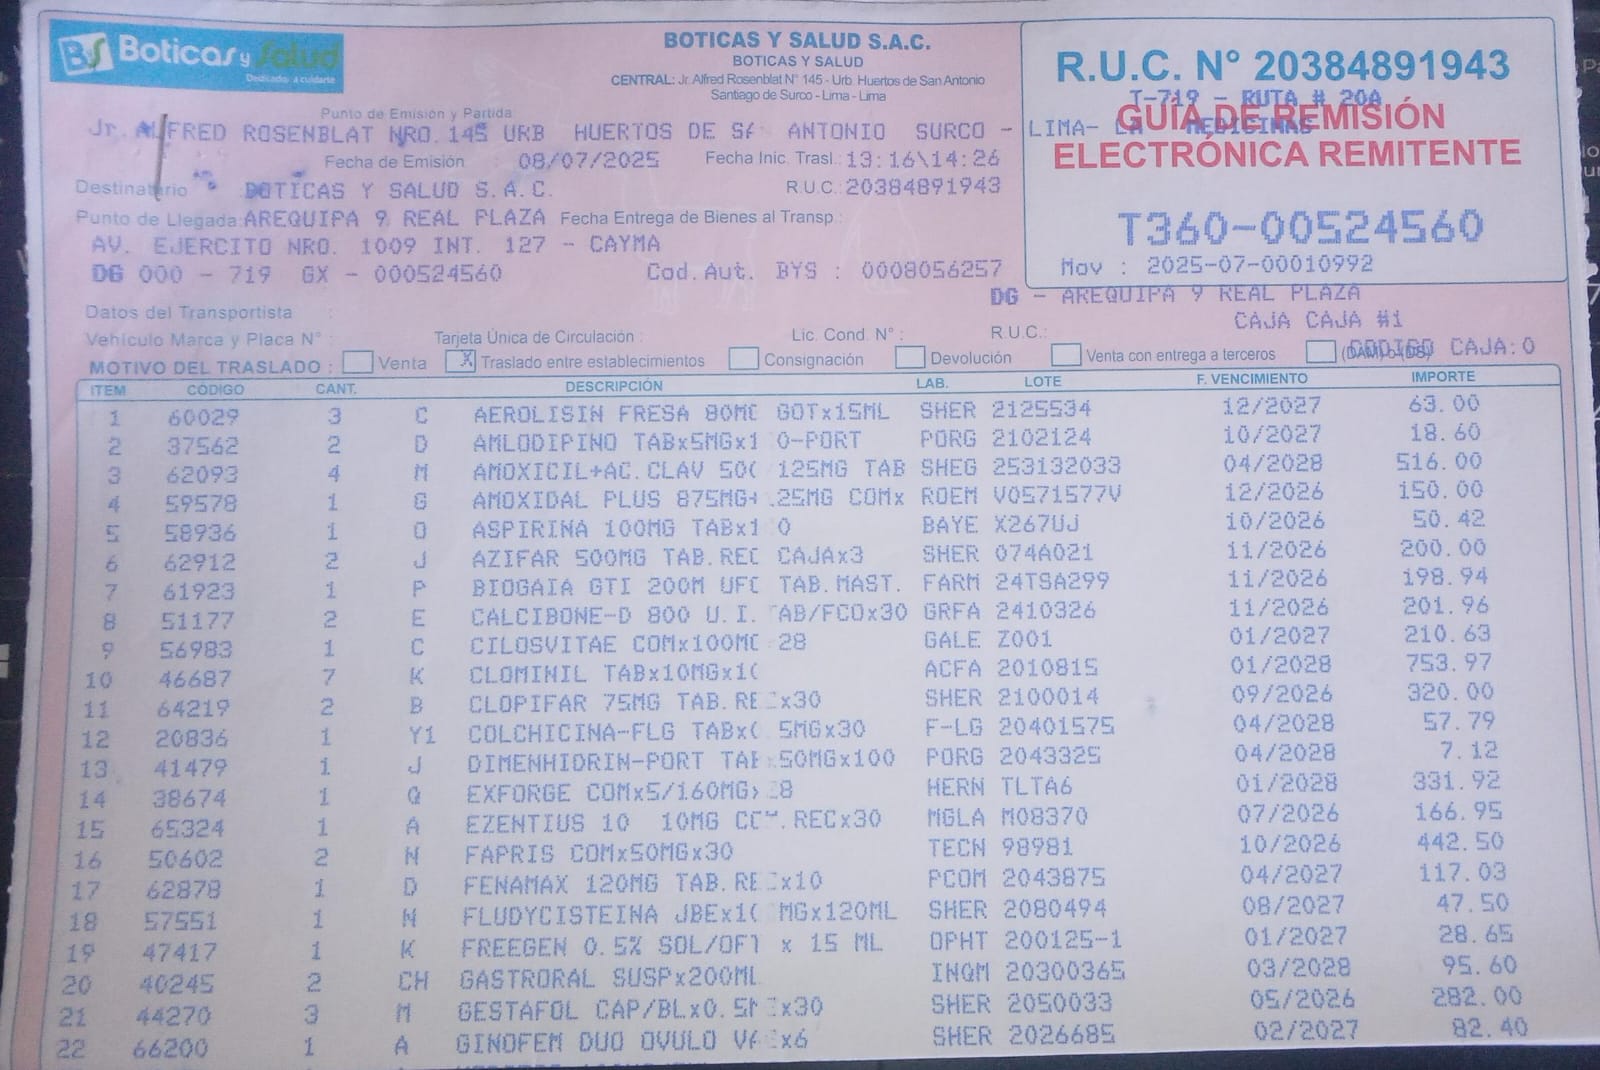 BS Boticas y Salud
Dedicados a cuidarte
BOTICAS Y SALUD S.A.C.
BOTICAS Y SALUD
CENTRAL: Jr. Alfred Rosenblat N° 145 - Urb. Huertos de San Antonio
Santiago de Surco - Lima - Lima
R.U.C. N° 20384891943
T-719 - RUTA # 20A
GUÍA DE REMISIÓN
ELECTRÓNICA REMITENTE
T360-00524560
Mov : 2025-07-00010992
Punto de Emisión y Partida
Jr. ALFRED ROSENBLAT NRO. 145 URB HUERTOS DE SA ANTONIO SURCO - LIMA- MEDICINAS
Fecha de Emisión : 08/07/2025 Fecha Inic. Trasl.: 13:16\14:26
Destinatario BOTICAS Y SALUD S.A.C. R.U.C.: 20384891943
Punto de Llegada: AREQUIPA 9 REAL PLAZA Fecha Entrega de Bienes al Transp.:
AV. EJERCITO NRO. 1009 INT. 127 - CAYMA
DG 000 - 719 GX - 000524560 Cod. Aut. BYS : 0008056257
DG - AREQUIPA 9 REAL PLAZA
Datos del Transportista : CAJA CAJA #1
Vehículo Marca y Placa N° : Tarjeta Única de Circulación : Lic. Cond. N° : R.U.C.:
CODIGO CAJA:0
MOTIVO DEL TRASLADO : Venta X Traslado entre establecimientos Consignación Devolución Venta con entrega a terceros
ITEM CÓDIGO CANT. DESCRIPCIÓN LAB. LOTE F. VENCIMIENTO IMPORTE
1 60029 3 C AEROLISIN FRESA 80MG GOTx15ML SHER 2125534 12/2027 63.00
2 37562 2 D AMLODIPINO TABx5MGx1 0-PORT PORG 2102124 10/2027 18.60
3 62093 4 M AMOXICIL+AC.CLAV 500 125MG TAB SHEG 253132033 04/2028 516.00
4 59578 1 G AMOXIDAL PLUS 875MG+ 25MG COMx ROEM V0571577V 12/2026 150.00
5 58936 1 O ASPIRINA 100MG TABx1 0 BAYE X267UJ 10/2026 50.42
6 62912 2 J AZIFAR 500MG TAB.REC CAJAx3 SHER 074A021 11/2026 200.00
7 61923 1 P BIOGAIA GTI 200M UFC TAB.MAST. FARM 24TSA299 11/2026 198.94
8 51177 2 E CALCIBONE-D 800 U.I. TAB/FCOx30 GRFA 2410326 11/2026 201.96
9 56983 1 C CILOSVITAE COMx100MG 28 GALE Z001 01/2027 210.63
10 46687 7 K CLOMINIL TABx10MGx10 ACFA 2010815 01/2028 753.97
11 64219 2 B CLOPIFAR 75MG TAB.REC x30 SHER 2100014 09/2026 320.00
12 20836 1 Y1 COLCHICINA-FLG TABx0 5MGx30 F-LG 20401575 04/2028 57.79
13 41479 1 J DIMENHIDRIN-PORT TAB 50MGx100 PORG 2043325 04/2028 7.12
14 38674 1 Q EXFORGE COMx5/160MGx 28 HERN TLTA6 01/2028 331.92
15 65324 1 A EZENTIUS 10 10MG COM.RECx30 MGLA M08370 07/2026 166.95
16 50602 2 N FAPRIS COMx50MGx30 TECN 98981 10/2026 442.50
17 62878 1 D FENAMAX 120MG TAB.REC x10 PCOM 2043875 04/2027 117.03
18 57551 1 N FLUDYCISTEINA JBEx10 MGx120ML SHER 2080494 08/2027 47.50
19 47417 1 K FREEGEN 0.5% SOL/OFT x 15 ML OPHT 200125-1 01/2027 28.65
20 40245 2 CH GASTRORAL SUSPx200ML INQM 20300365 03/2028 95.60
21 44270 3 M GESTAFOL CAP/BLx0.5M x30 SHER 2050033 05/2026 282.00
22 66200 1 A GINOFEM DUO OVULO VA x6 SHER 2026685 02/2027 82.40